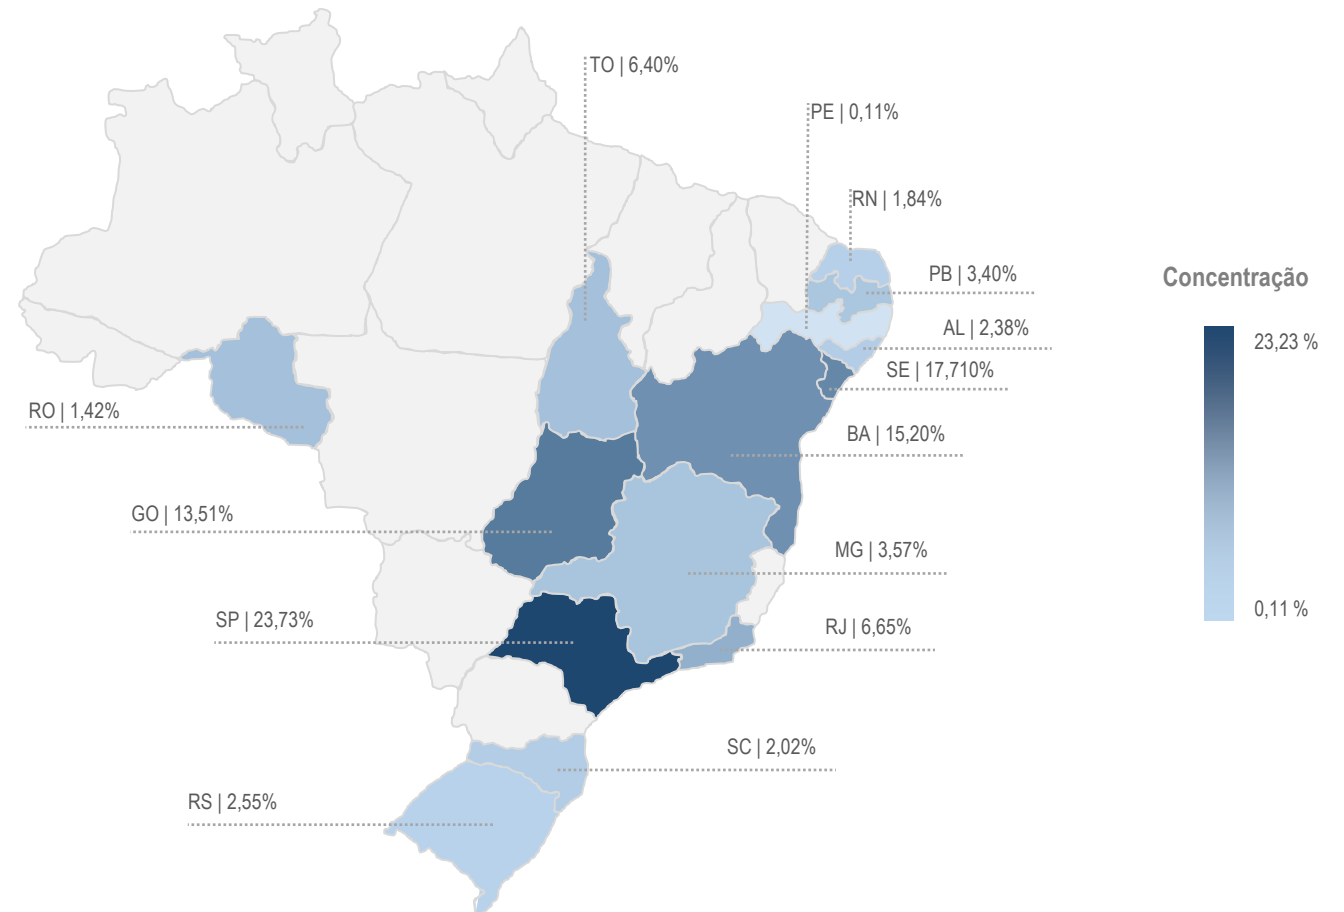 TO | 6,40%
PE | 0,11%
RN | 1,84%
PB | 3,40%
Concentração
AL | 2,38%
23,23 %
SE | 17,710%
RO | 1,42%
BA | 15,20%
GO | 13,51%
MG | 3,57%
0,11 %
SP | 23,73%
RJ | 6,65%
SC | 2,02%
RS | 2,55%